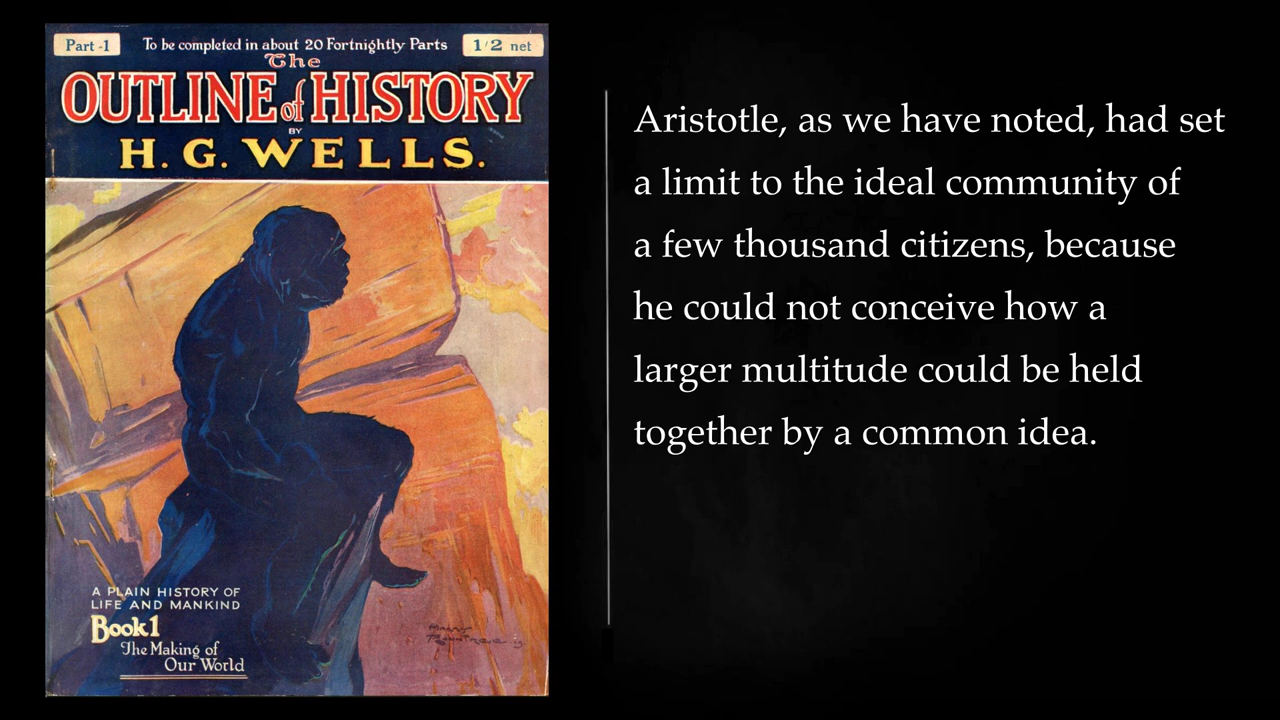 Part -1
To be completed in about 20 Fortnightly Parts
1/2 net
The
OUTLINE of HISTORY
BY
H. G. WELLS.
A PLAIN HISTORY OF
LIFE AND MANKIND
Book 1
The Making of
Our World
Aristotle, as we have noted, had set
a limit to the ideal community of
a few thousand citizens, because
he could not conceive how a
larger multitude could be held
together by a common idea.